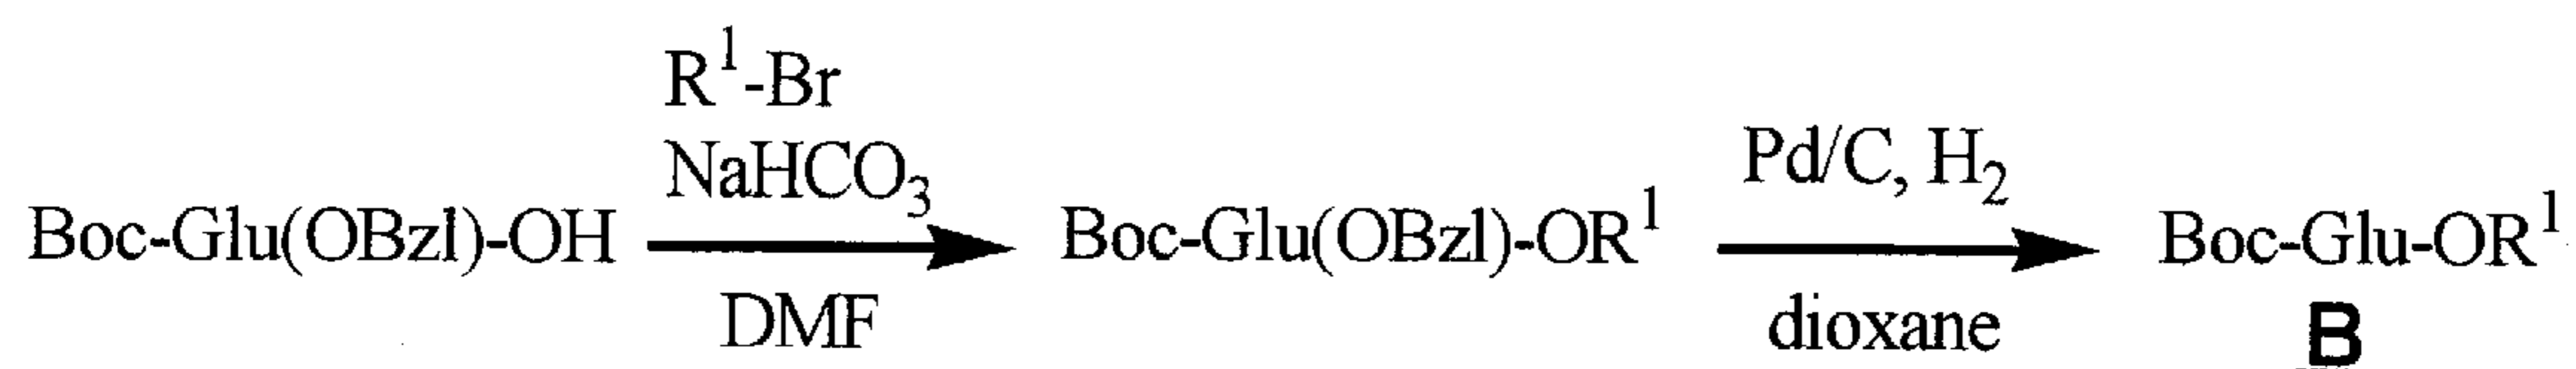 R¹-Br
NaHCO₃
Boc-Glu(OBzl)-OH
DMF
Boc-Glu(OBzl)-OR¹
Pd/C, H₂
dioxane
Boc-Glu-OR¹
B